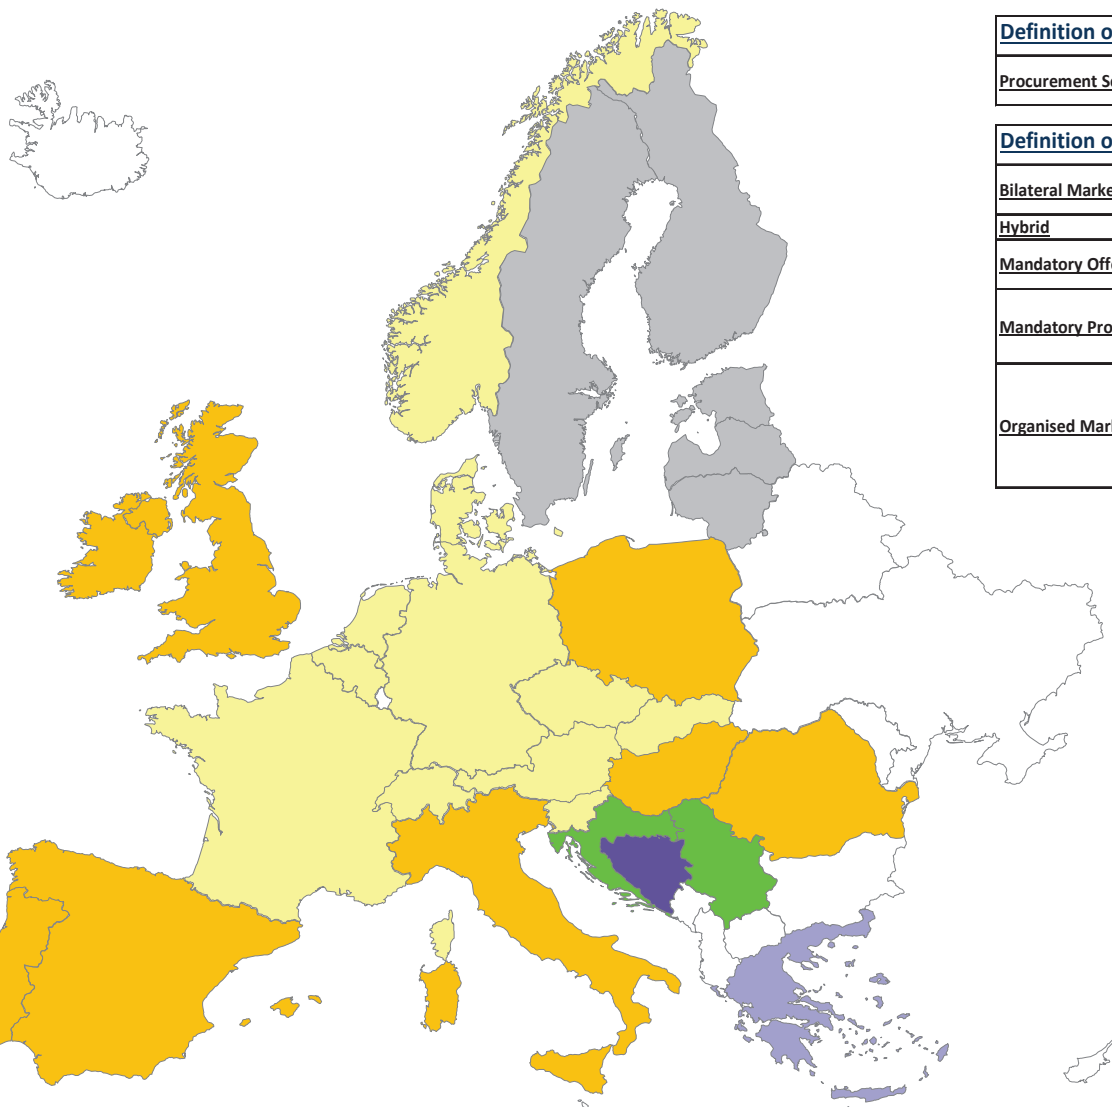 Definition o
Procurement S
Definition o
Bilateral Marke
Hybrid
Mandatory Off
Mandatory Pro
Organised Mar